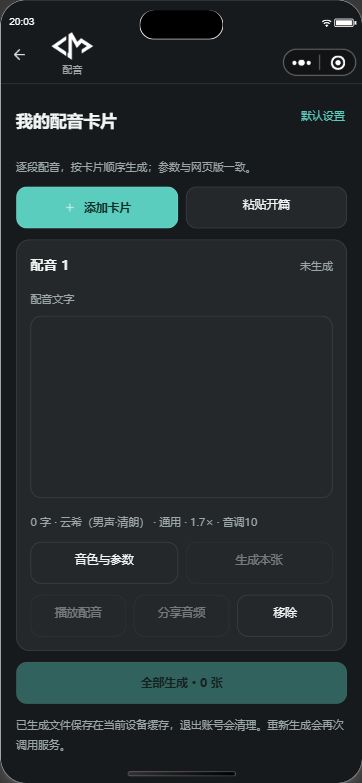 20:03
配音
我的配音卡片
默认设置
逐段配音，按卡片顺序生成；参数与网页版一致。
+ 添加卡片
粘贴开篇
配音 1
未生成
配音文字
0 字 · 云希（男声·清朗） · 通用 · 1.7× · 音调10
音色与参数
生成本张
播放配音
分享音频
移除
全部生成 · 0 张
已生成文件保存在当前设备缓存，退出账号会清理。重新生成会再次
调用服务。